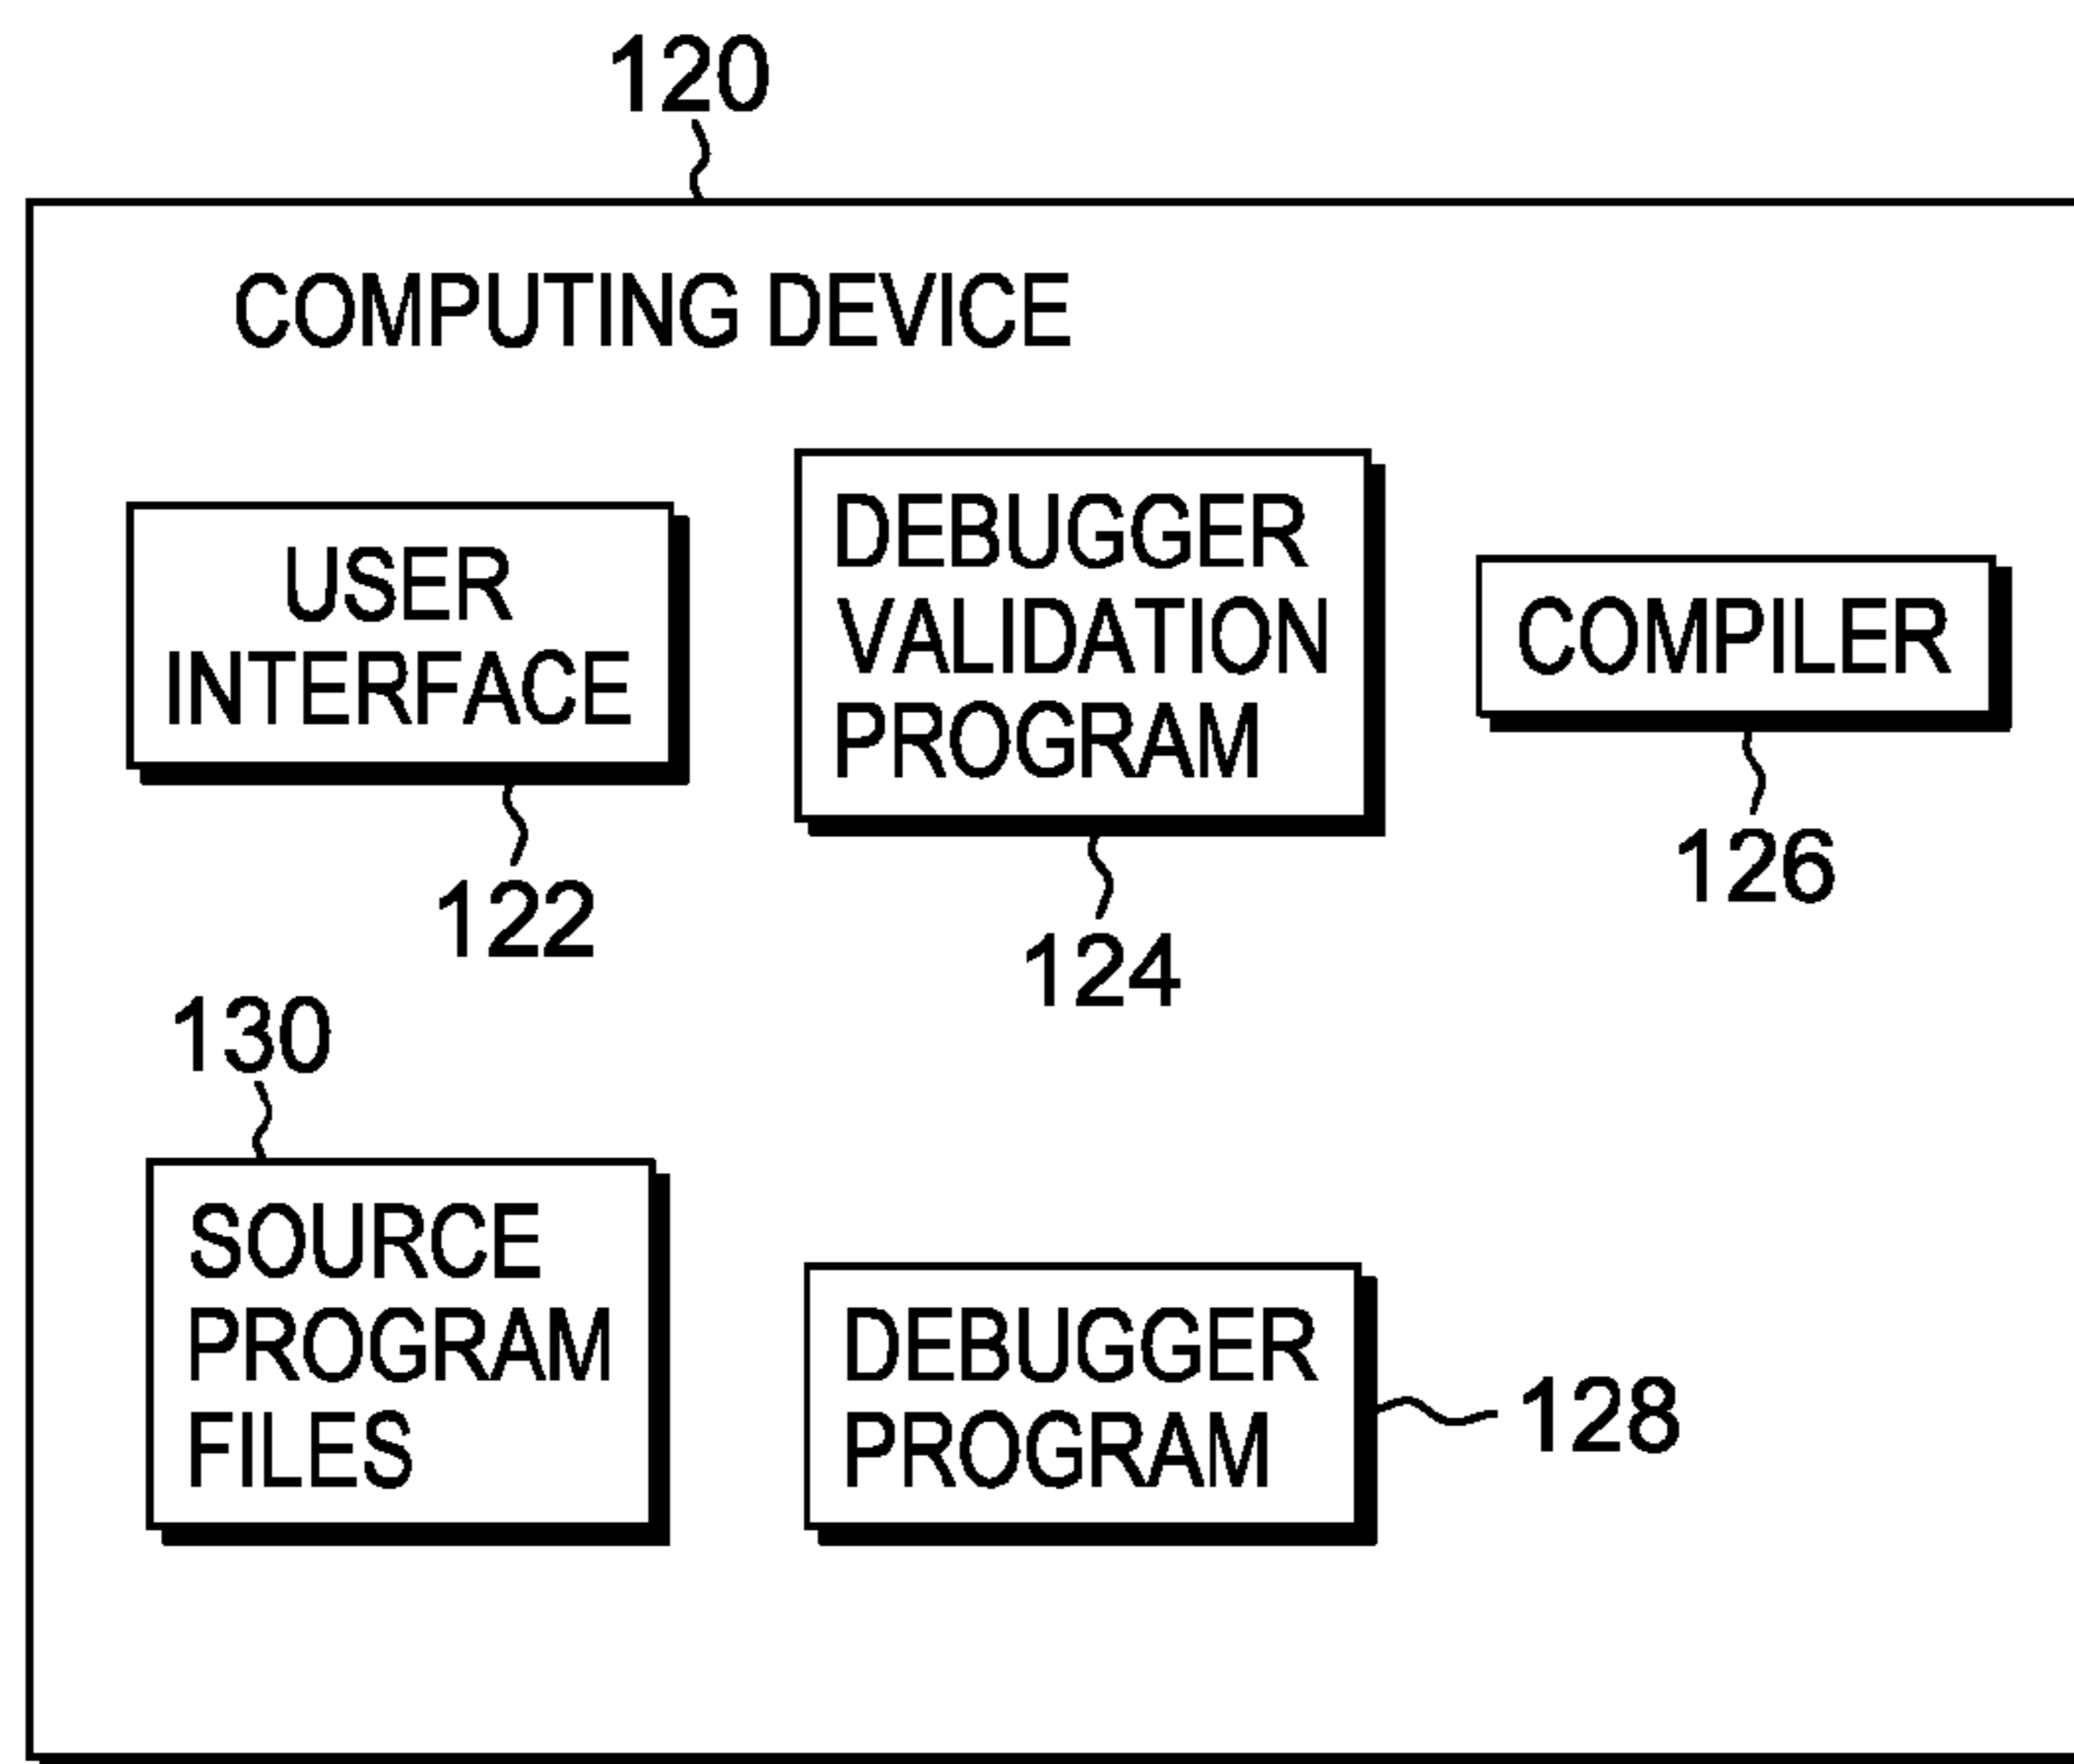 120
COMPUTING DEVICE
USER
INTERFACE
122
DEBUGGER
VALIDATION
PROGRAM
124
COMPILER
126
130
SOURCE
PROGRAM
FILES
DEBUGGER
PROGRAM
128